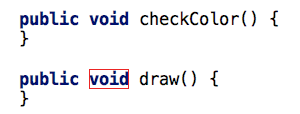 public void checkColor() {
}
public void draw() {
}